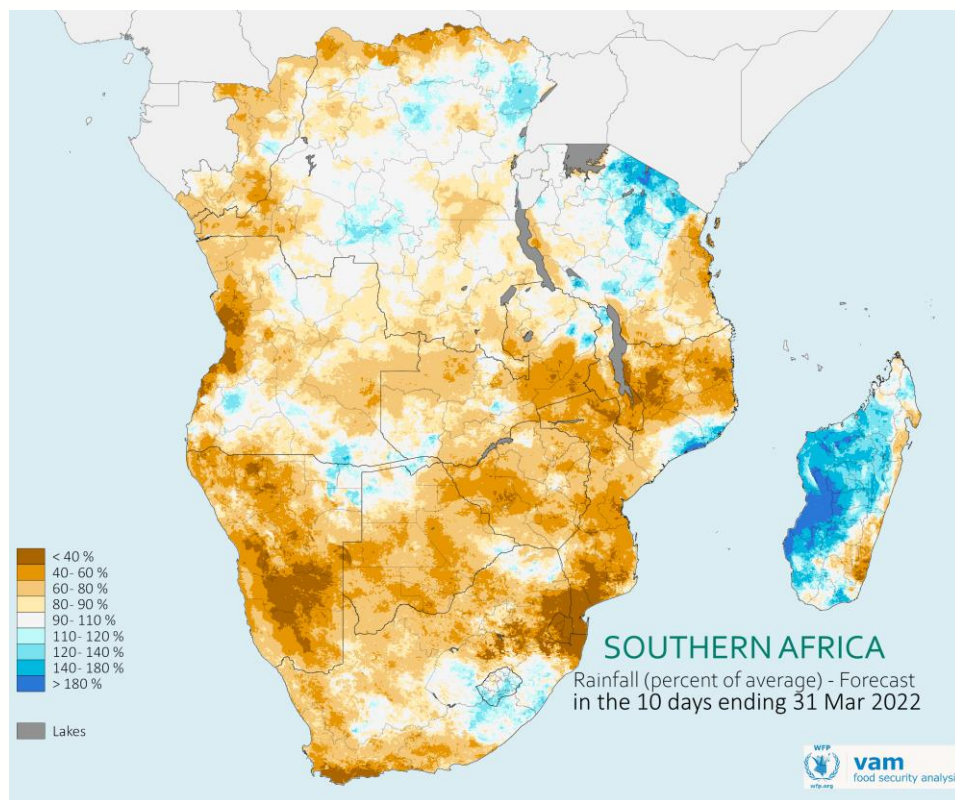 < 40 %
40- 60 %
60- 80 %
80- 90 %
90- 110 %
110- 120 %
120- 140 %
140- 180 %
> 180 %
Lakes
SOUTHERN AFRICA
Rainfall (percent of average) - Forecast
in the 10 days ending 31 Mar 2022
WFP
wfp.org
vam
food security analysis